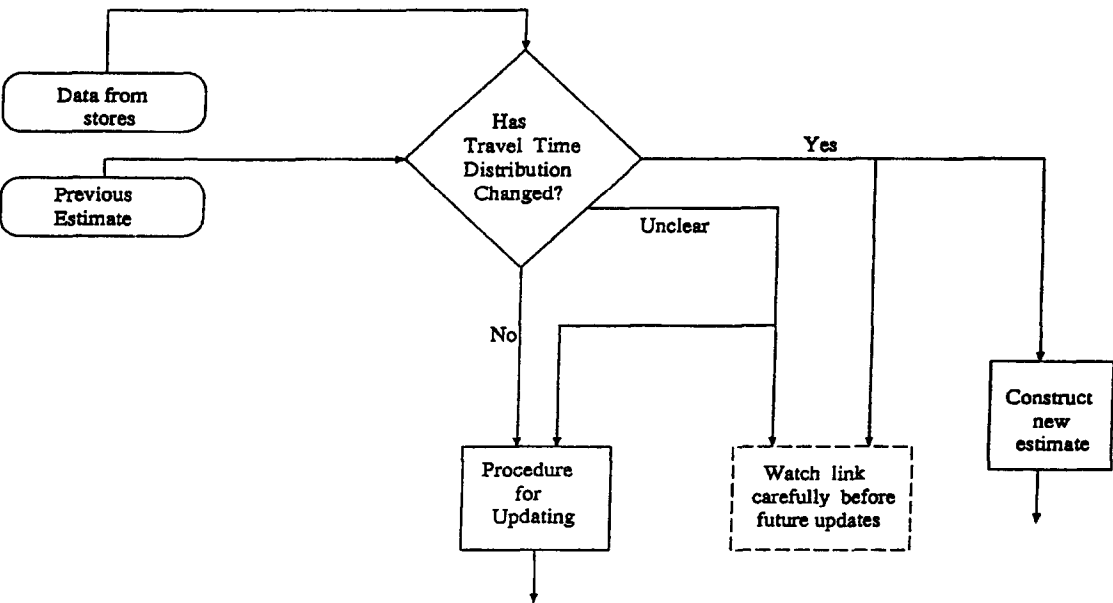 Data from
stores
Previous
Estimate
Has
Travel Time
Distribution
Changed?
Yes
Unclear
No
Procedure
for
Updating
Watch link
carefully before
future updates
Construct
new
estimate